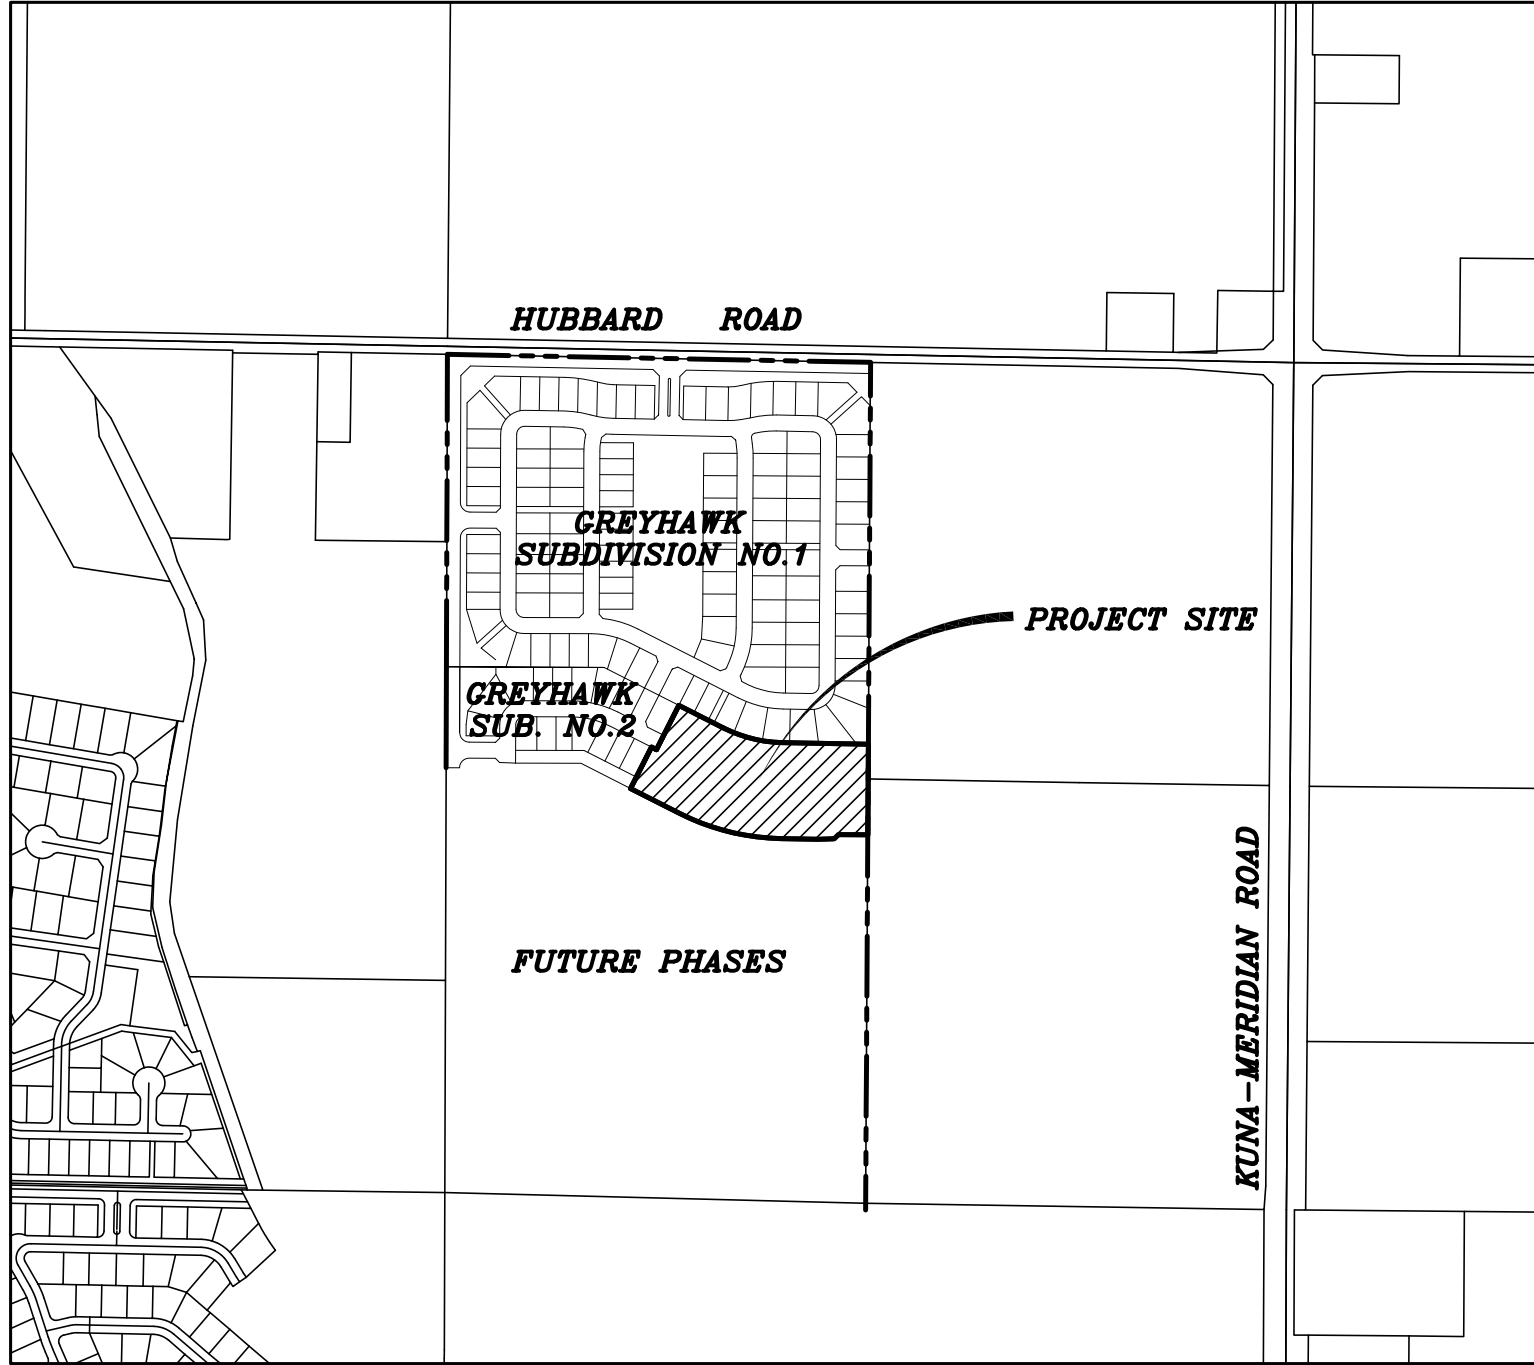 HUBBARD ROAD
GREYHAWK
SUBDIVISION NO.1
PROJECT SITE
GREYHAWK
SUB. NO.2
FUTURE PHASES
KUNA-MERIDIAN ROAD